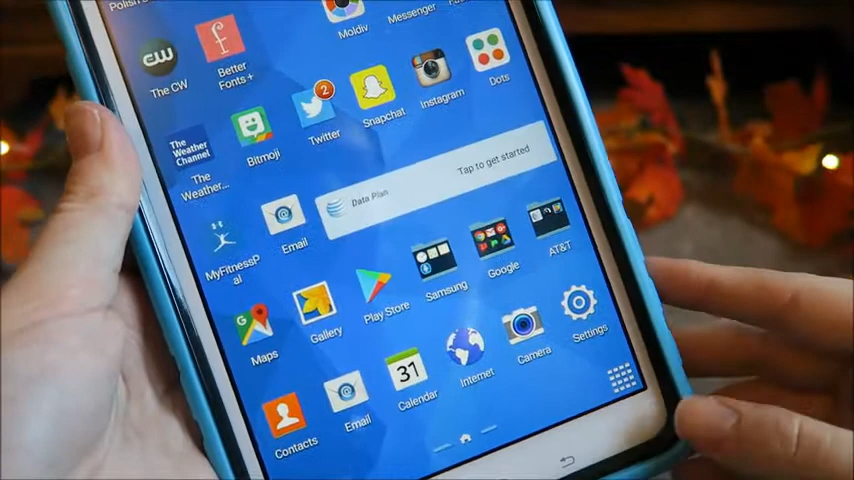 Moldiv
Messenger
The CW
Better
Fonts +
2
Twitter
Snapchat
Instagram
Dots
The
Weather
Channel
The
Weather...
Bitmoji
Data Plan
Tap to get started
MyFitnessP
al
Email
Maps
Gallery
Play Store
Samsung
Google
AT&T
Contacts
Email
31
Calendar
Internet
Camera
Settings